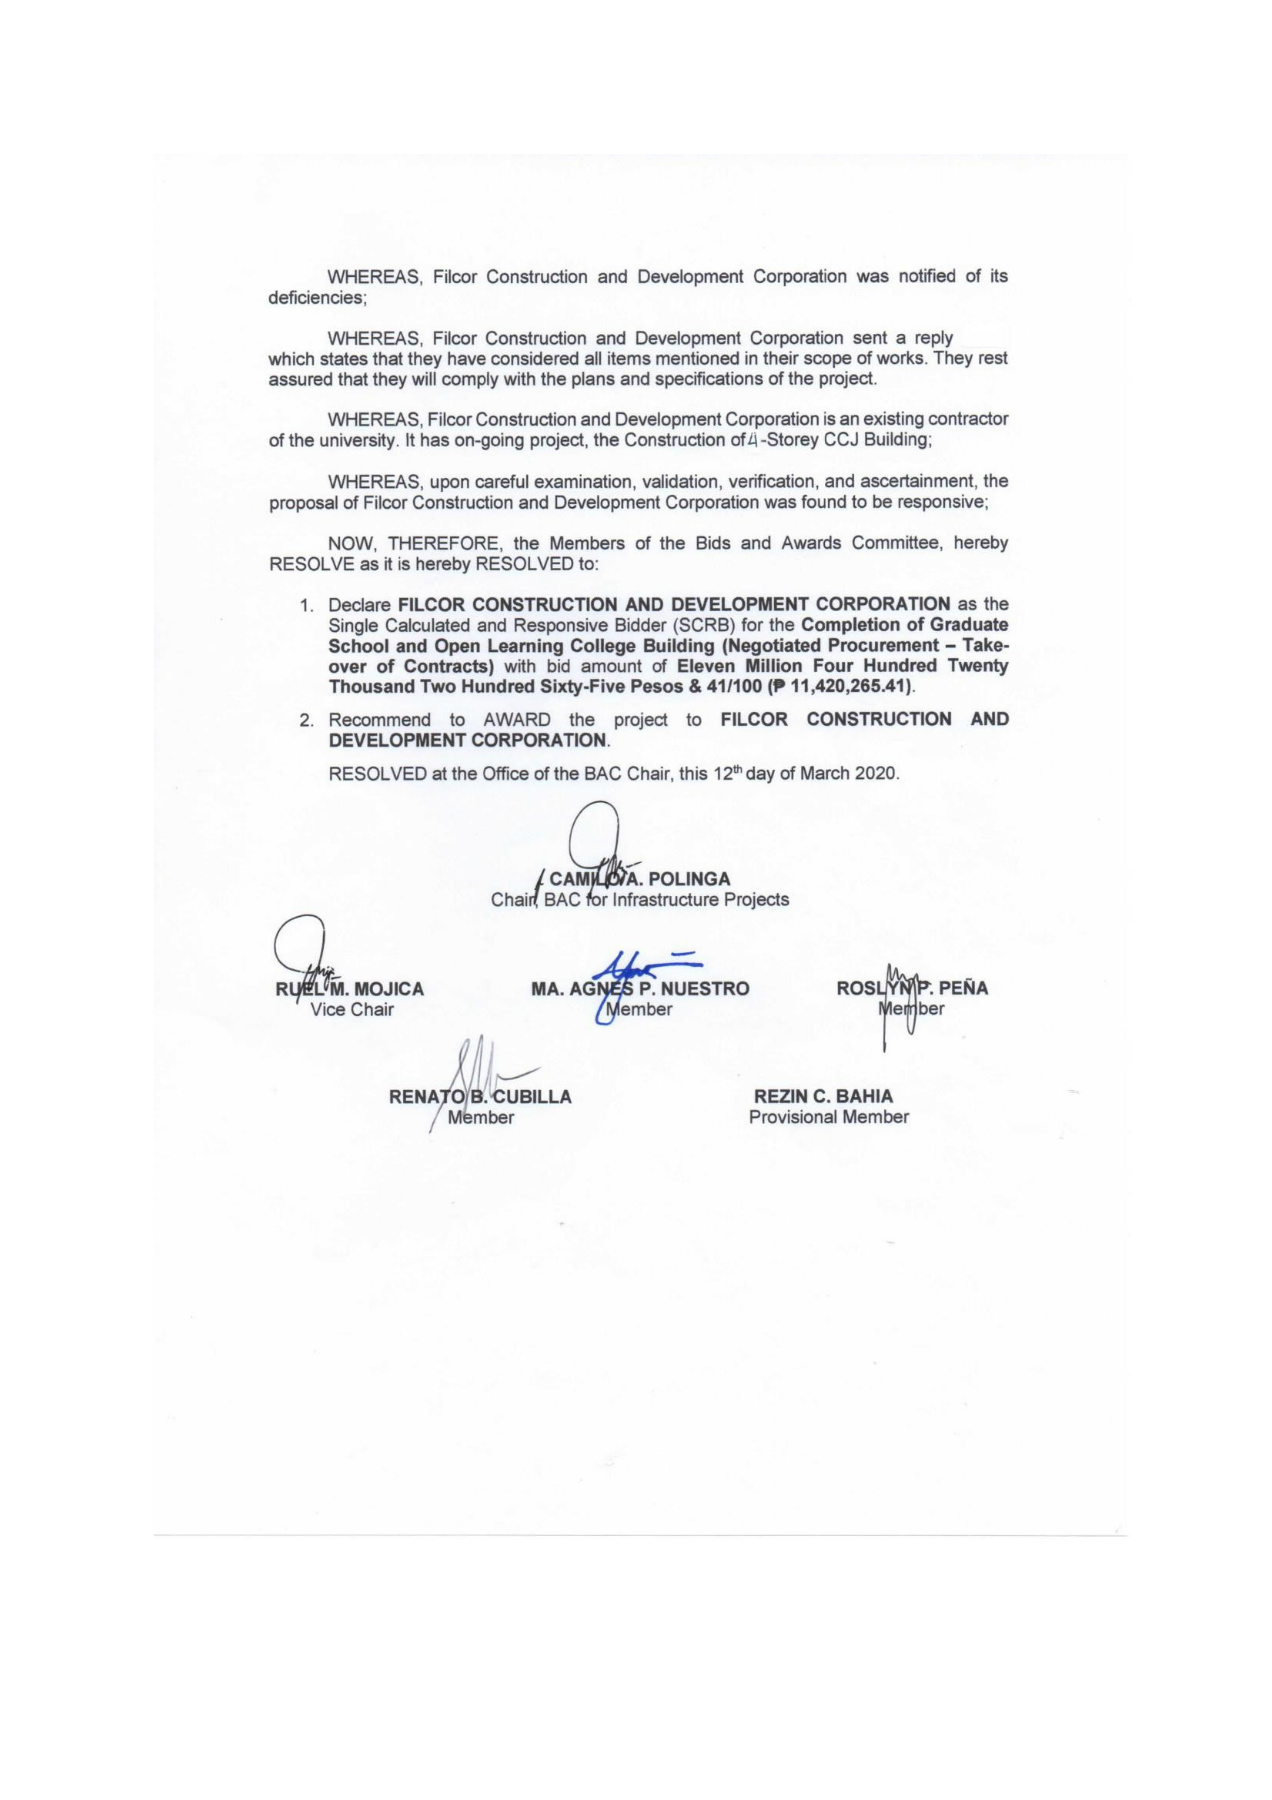 WHEREAS, Filcor Construction and Development Corporation was notified of its
deficiencies;
WHEREAS, Filcor Construction and Development Corporation sent a reply
which states that they have considered all items mentioned in their scope of works. They rest
assured that they will comply with the plans and specifications of the project.
WHEREAS, Filcor Construction and Development Corporation is an existing contractor
of the university. It has on-going project, the Construction of 4-Storey CCJ Building;
WHEREAS, upon careful examination, validation, verification, and ascertainment, the
proposal of Filcor Construction and Development Corporation was found to be responsive;
NOW, THEREFORE, the Members of the Bids and Awards Committee, hereby
RESOLVE as it is hereby RESOLVED to:
1. Declare FILCOR CONSTRUCTION AND DEVELOPMENT CORPORATION as the
Single Calculated and Responsive Bidder (SCRB) for the Completion of Graduate
School and Open Learning College Building (Negotiated Procurement – Take-
over of Contracts) with bid amount of Eleven Million Four Hundred Twenty
Thousand Two Hundred Sixty-Five Pesos & 41/100 (₱ 11,420,265.41).
2. Recommend to AWARD the project to FILCOR CONSTRUCTION AND
DEVELOPMENT CORPORATION.
RESOLVED at the Office of the BAC Chair, this 12th day of March 2020.
CAMILO A. POLINGA
Chair, BAC for Infrastructure Projects
RUEL M. MOJICA MA. AGNES P. NUESTRO ROSLYN P. PEÑA
Vice Chair Member Member
RENATO B. CUBILLA REZIN C. BAHIA
Member Provisional Member